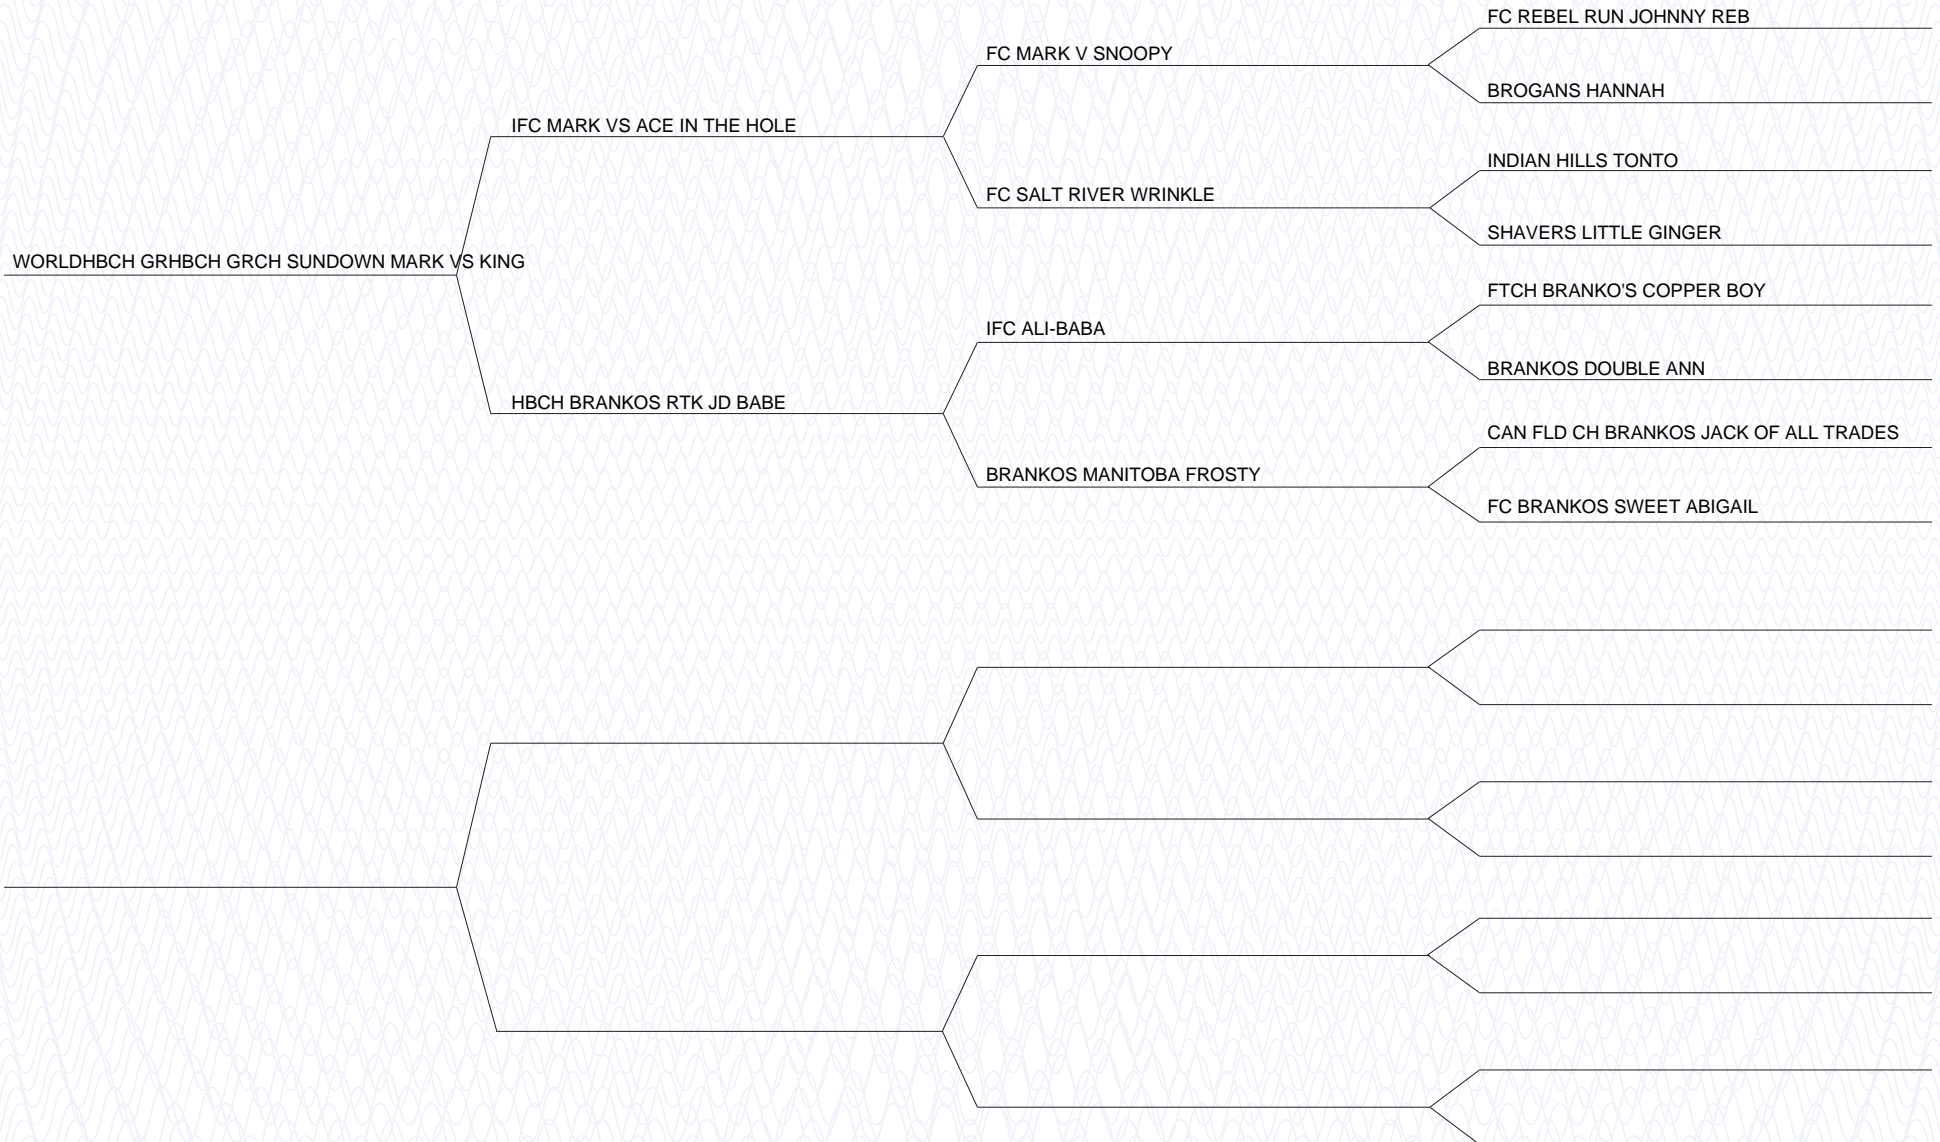 FC REBEL RUN JOHNNY REB
FC MARK V SNOOPY
BROGANS HANNAH
IFC MARK VS ACE IN THE HOLE
INDIAN HILLS TONTO
FC SALT RIVER WRINKLE
SHAVERS LITTLE GINGER
WORLDHBCH GRHBCH GRCH SUNDOWN MARK VS KING
FTCH BRANKO'S COPPER BOY
IFC ALI-BABA
BRANKOS DOUBLE ANN
HBCH BRANKOS RTK JD BABE
CAN FLD CH BRANKOS JACK OF ALL TRADES
BRANKOS MANITOBA FROSTY
FC BRANKOS SWEET ABIGAIL